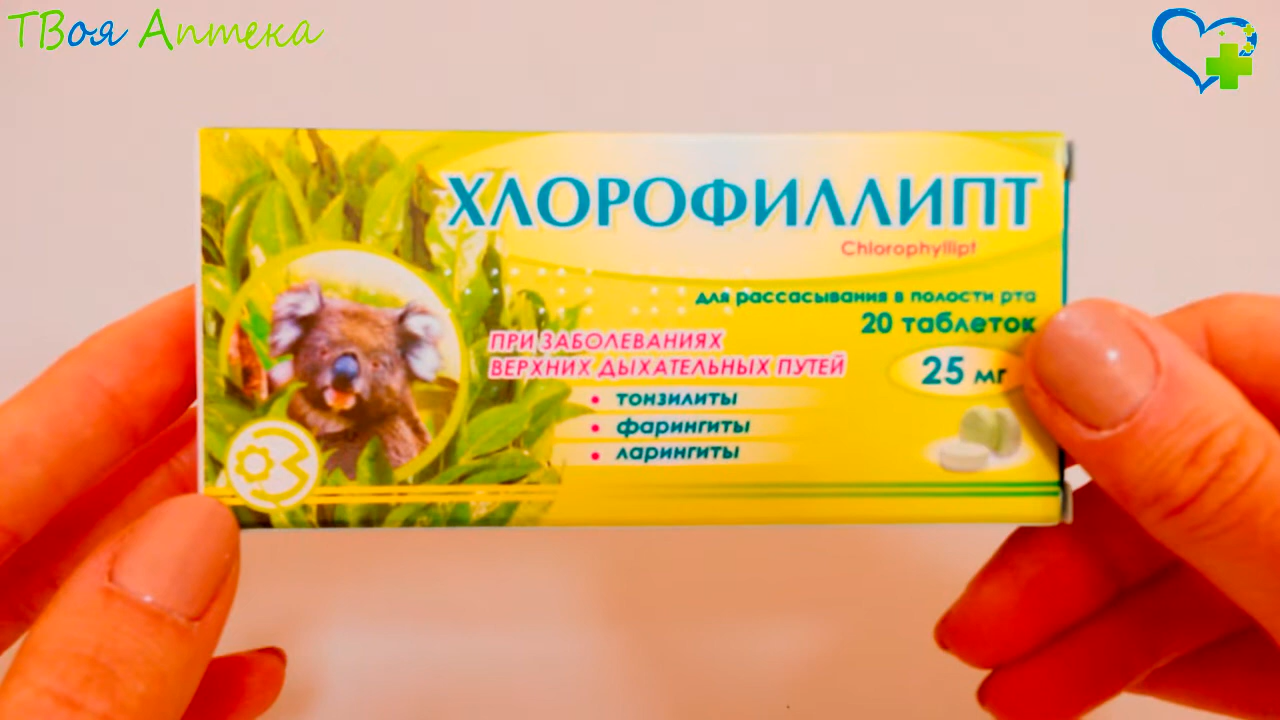 ТВоя Аптека
ХЛОРОФИЛЛИПТ
Chlorophyllipt
для рассасывания в полости рта
20 таблеток
ПРИ ЗАБОЛЕВАНИЯХ
ВЕРХНИХ ДЫХАТЕЛЬНЫХ ПУТЕЙ
25 мг
• тонзилиты
• фарингиты
• ларингиты